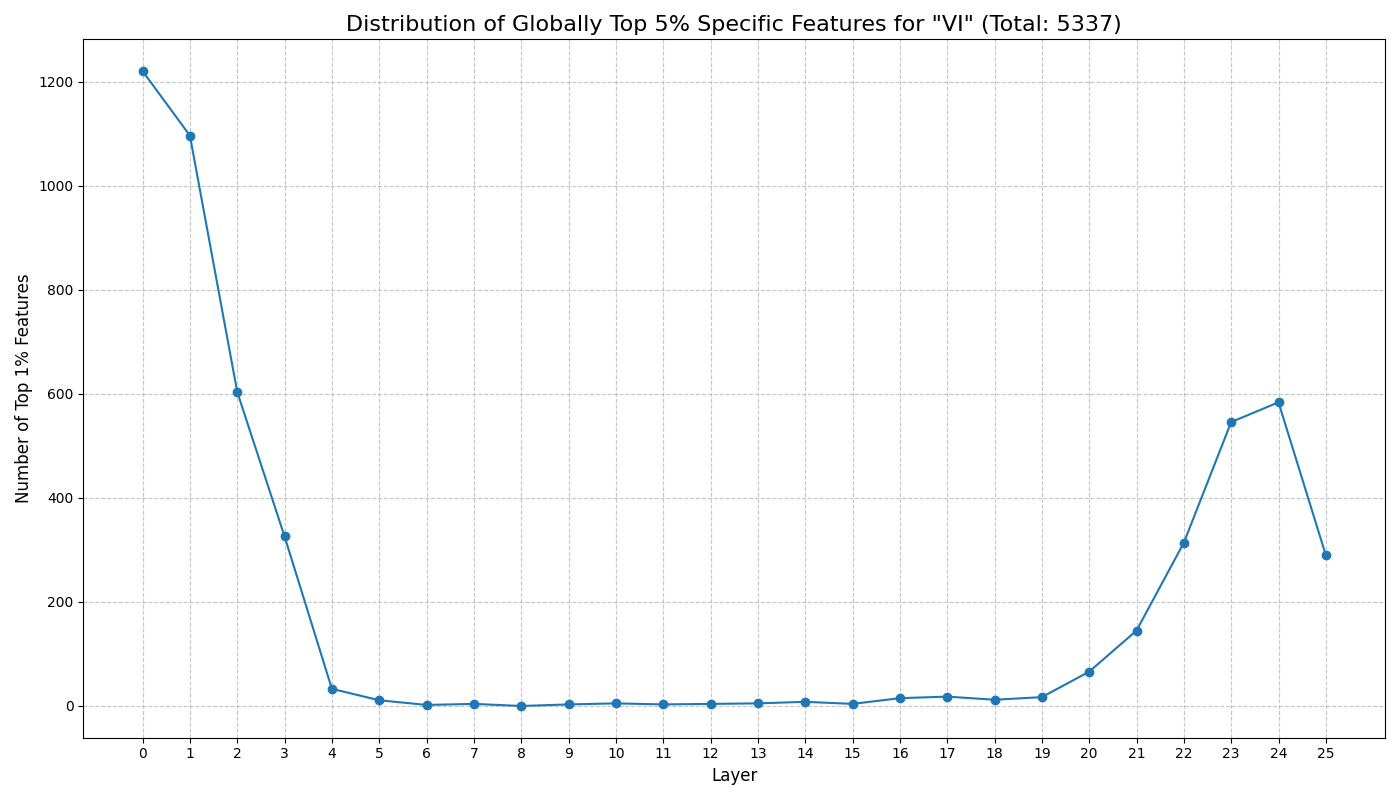 Distribution of Globally Top 5% Specific Features for "VI" (Total: 5337)
1200
1000
800
600
400
200
0
Number of Top 1% Features
0 1 2 3 4 5 6 7 8 9 10 11 12 13 14 15 16 17 18 19 20 21 22 23 24 25
Layer